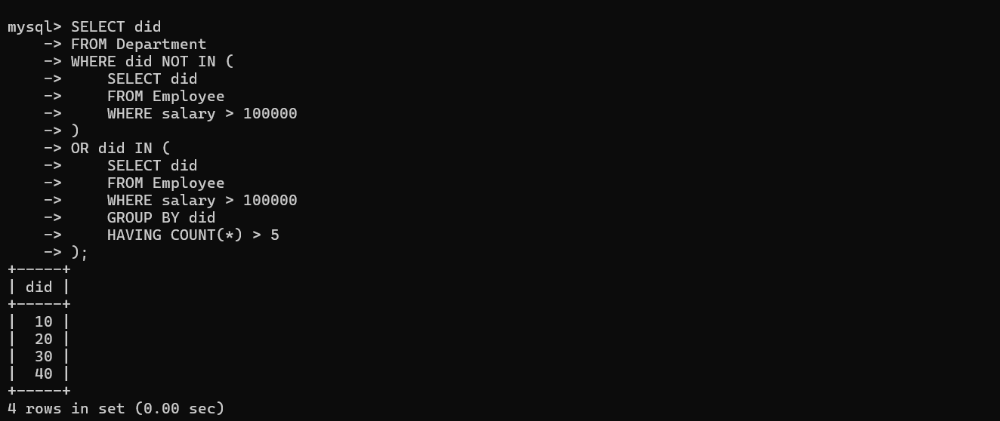 mysql> SELECT did
    -> FROM Department
    -> WHERE did NOT IN (
    ->     SELECT did
    ->     FROM Employee
    ->     WHERE salary > 100000
    -> )
    -> OR did IN (
    ->     SELECT did
    ->     FROM Employee
    ->     WHERE salary > 100000
    ->     GROUP BY did
    ->     HAVING COUNT(*) > 5
    -> );
+-----+
| did |
+-----+
|  10 |
|  20 |
|  30 |
|  40 |
+-----+
4 rows in set (0.00 sec)